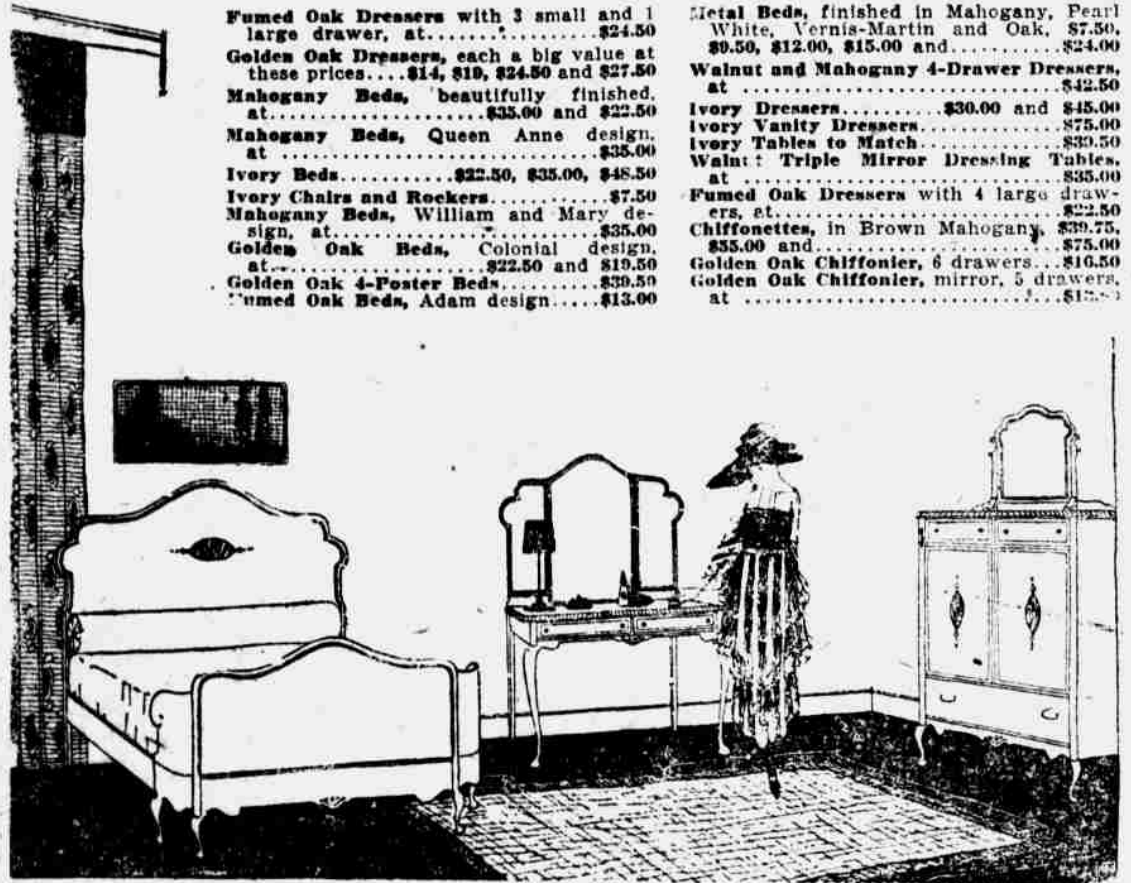 Fumed Oak Dressers with 3 small and 1
large drawer, at..................$24.50
Golden Oak Dressers, each a big value at
these prices....$14, $19, $24.50 and $27.50
Mahogany Beds, beautifully finished,
at....................$35.00 and $22.50
Mahogany Beds, Queen Anne design,
at ..............................$35.00
Ivory Beds...........$22.50, $35.00, $48.50
Ivory Chairs and Rockers............$7.50
Mahogany Beds, William and Mary de-
sign, at..........................$35.00
Golden Oak Beds, Colonial design,
at....................$22.50 and $19.50
Golden Oak 4-Poster Beds..........$39.50
Fumed Oak Beds, Adam design.....$13.00
Metal Beds, finished in Mahogany, Pearl
White, Vernis-Martin and Oak, $7.50,
$9.50, $12.00, $15.00 and..........$24.00
Walnut and Mahogany 4-Drawer Dressers,
at ..............................$42.50
Ivory Dressers.........$30.00 and $45.00
Ivory Vanity Dressers..............$75.00
Ivory Tables to Match..............$39.50
Walnut Triple Mirror Dressing Tables,
at ..............................$35.00
Fumed Oak Dressers with 4 large draw-
ers, at..........................$22.50
Chiffonettes, in Brown Mahogany, $39.75,
$55.00 and......................$75.00
Golden Oak Chiffonier, 6 drawers...$16.50
Golden Oak Chiffonier, mirror, 5 drawers,
at ..............................